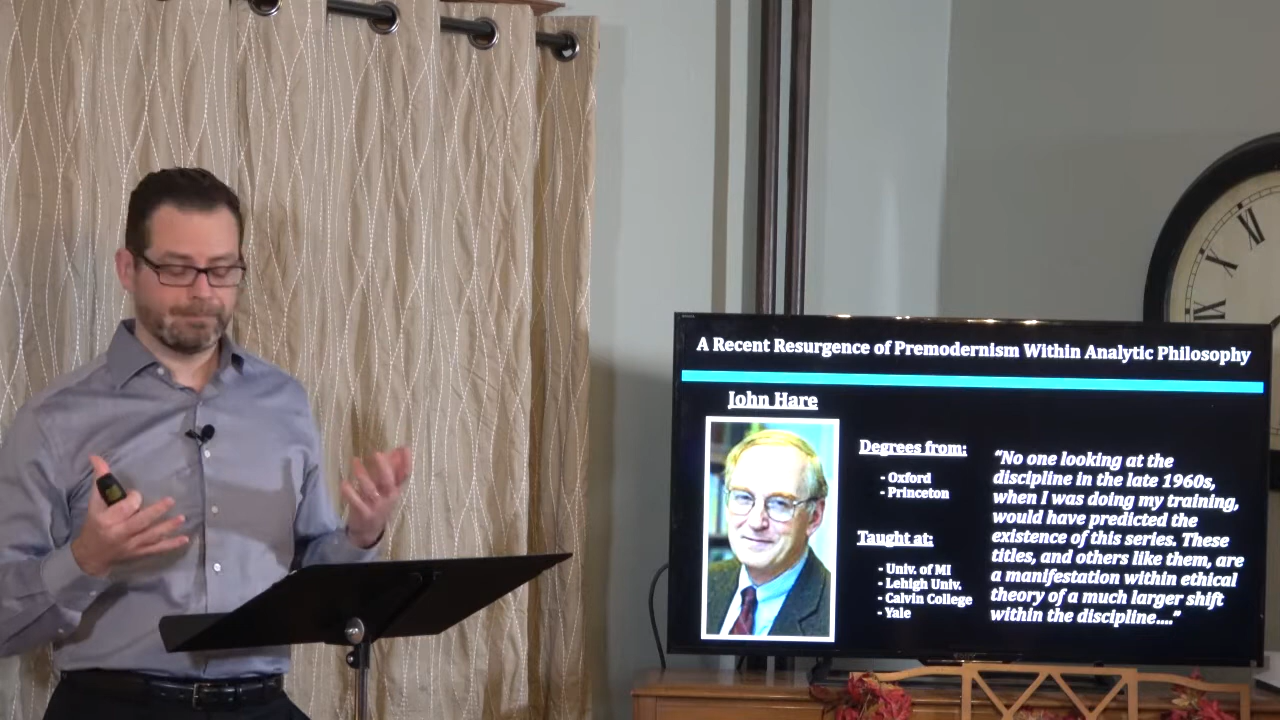 A Recent Resurgence of Premodernism Within Analytic Philosophy
John Hare
Degrees from:
- Oxford
- Princeton
Taught at:
- Univ. of MI
- Lehigh Univ.
- Calvin College
- Yale
“No one looking at the
discipline in the late 1960s,
when I was doing my training,
would have predicted the
existence of this series. These
titles, and others like them, are
a manifestation within ethical
theory of a much larger shift
within the discipline....”
XI
X
IX